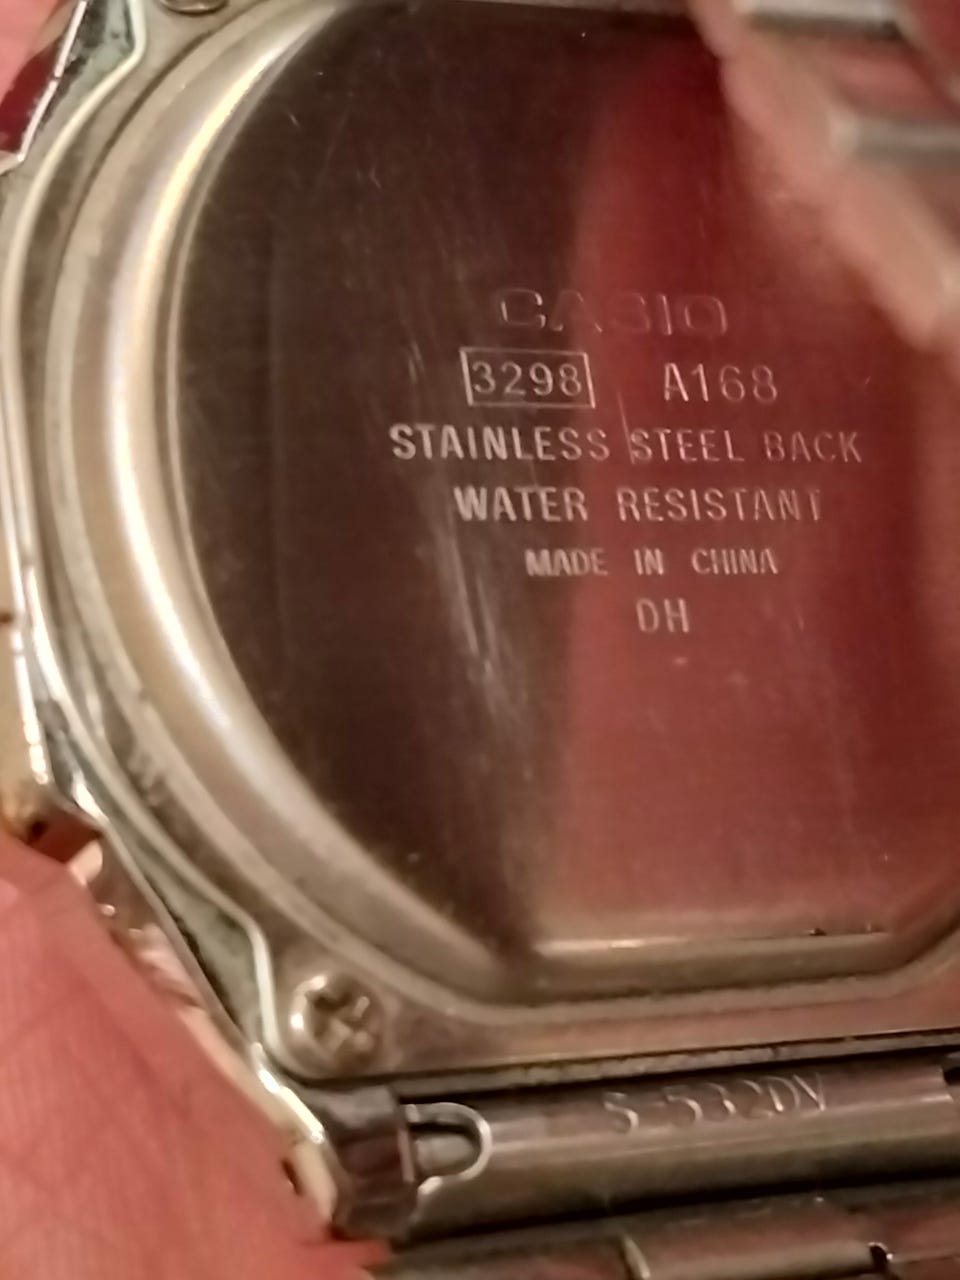 CASIO
3298 A168
STAINLESS STEEL BACK
WATER RESISTANT
MADE IN CHINA
DH
S-532DV